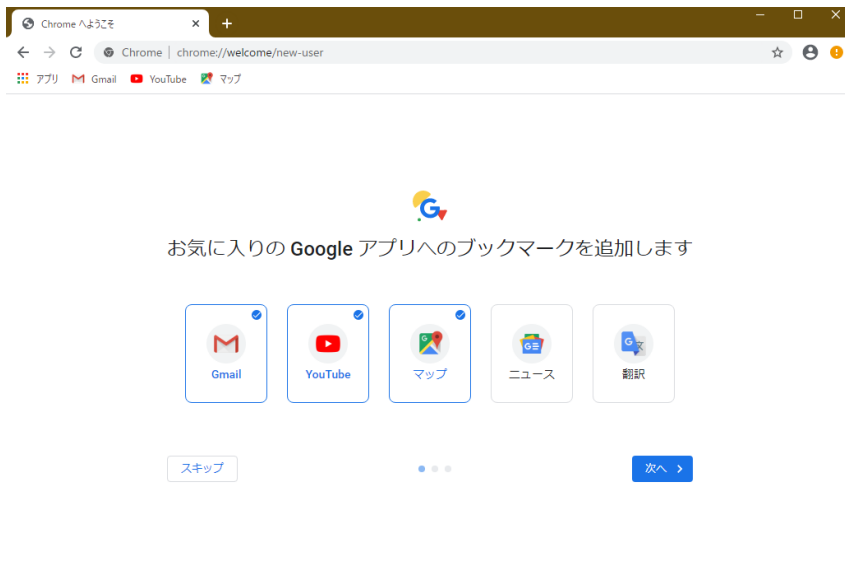 Chrome へようこそ
Chrome | chrome://welcome/new-user
アプリ Gmail YouTube マップ
お気に入りの Google アプリへのブックマークを追加します
Gmail YouTube マップ ニュース 翻訳
スキップ 次へ